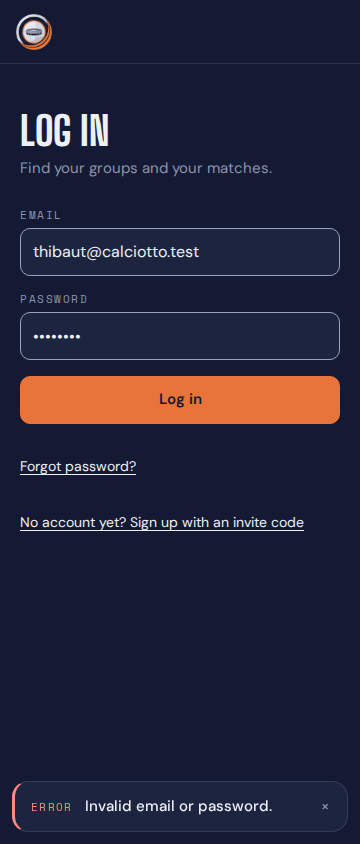 LOG IN
Find your groups and your matches.
EMAIL
thibaut@calciotto.test
PASSWORD
••••••••
Log in
Forgot password?
No account yet? Sign up with an invite code
ERROR Invalid email or password. ×